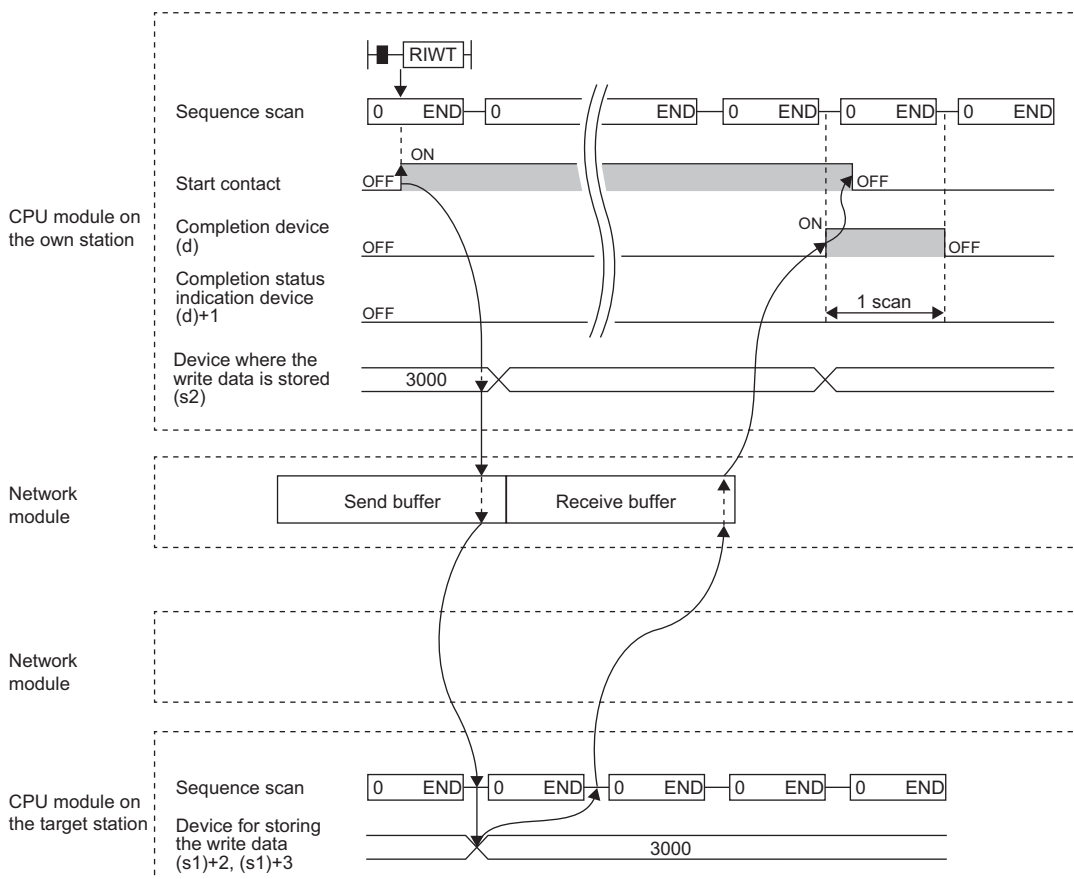 RIWT
Sequence scan
0 END 0 END 0 END 0 END 0 END
ON
Start contact
OFF OFF
CPU module on
the own station
Completion device
(d)
ON
OFF OFF
Completion status
indication device
(d)+1
1 scan
OFF
Device where the
write data is stored
(s2)
3000
Network
module
Send buffer Receive buffer
Network
module
CPU module on
the target station
Sequence scan
0 END 0 END 0 END 0 END 0 END
Device for storing
the write data
(s1)+2, (s1)+3
3000